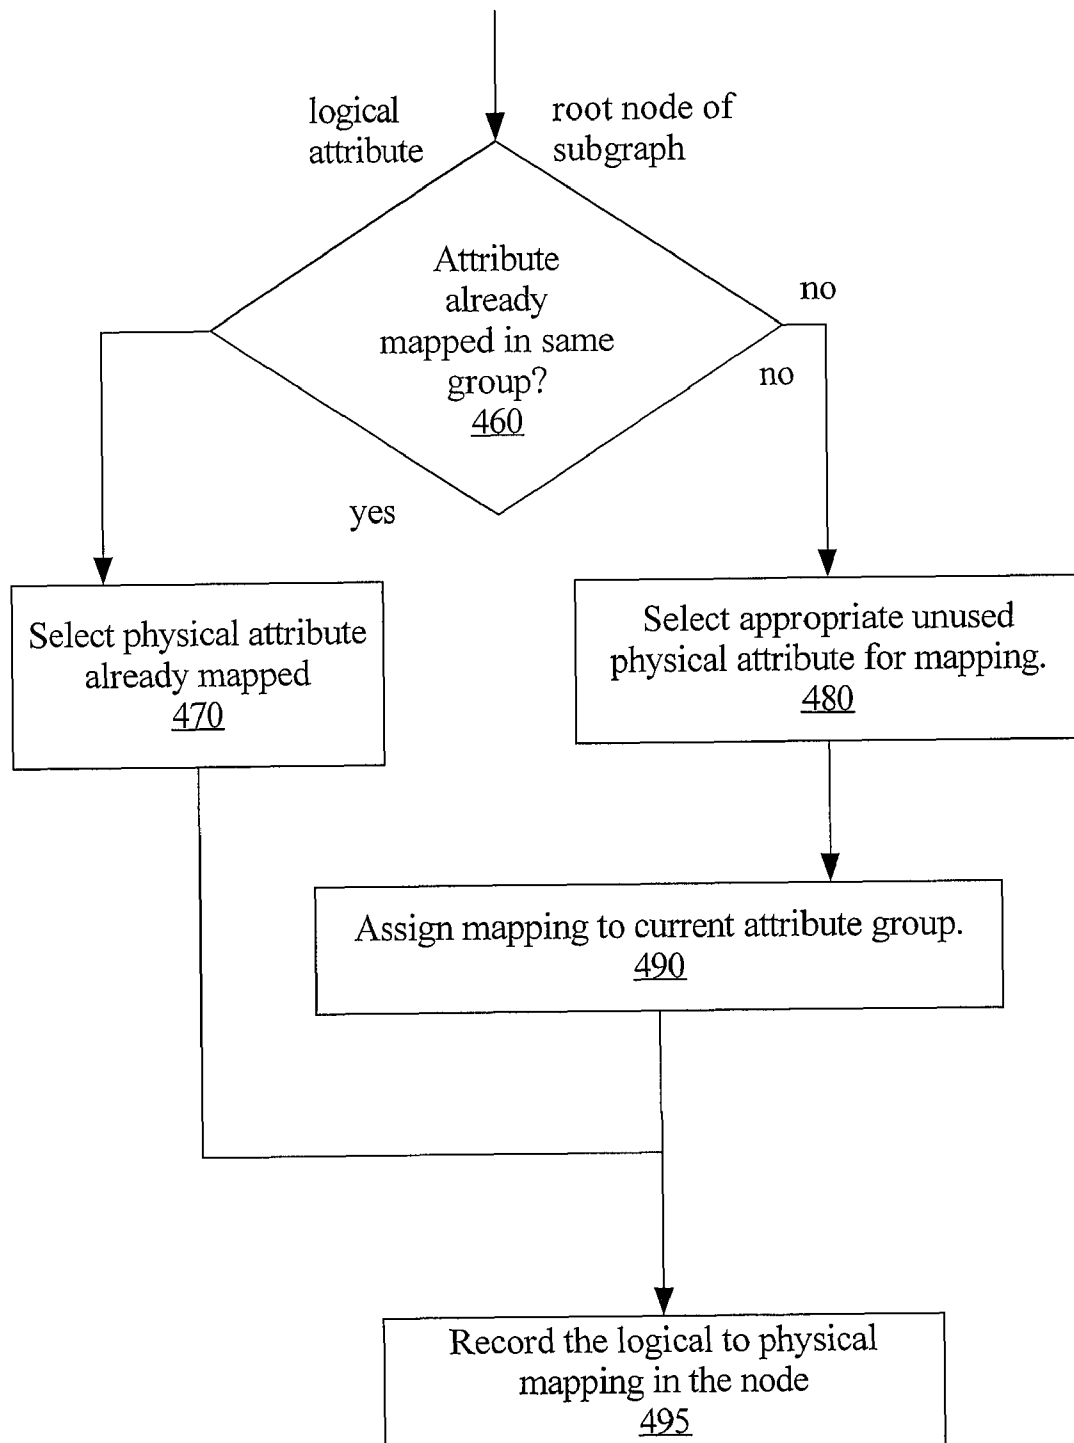 logical
attribute
root node of
subgraph
Attribute
already
mapped in same
group?
460
no
no
yes
Select physical attribute
already mapped
470
Select appropriate unused
physical attribute for mapping.
480
Assign mapping to current attribute group.
490
Record the logical to physical
mapping in the node
495